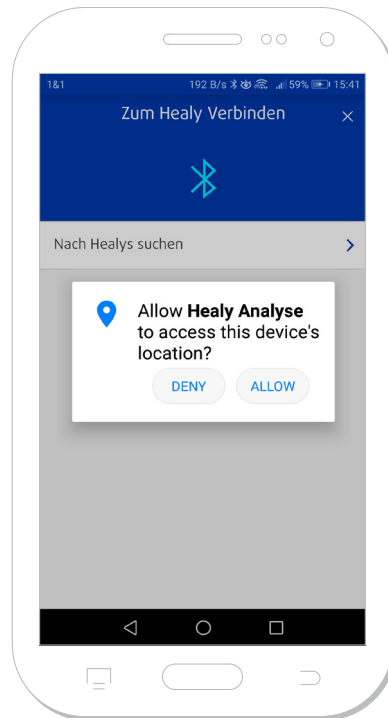 1&1 192 B/s 59% 15:41
Zum Healy Verbinden
Nach Healys suchen
Allow Healy Analyse
to access this device's
location?
DENY ALLOW